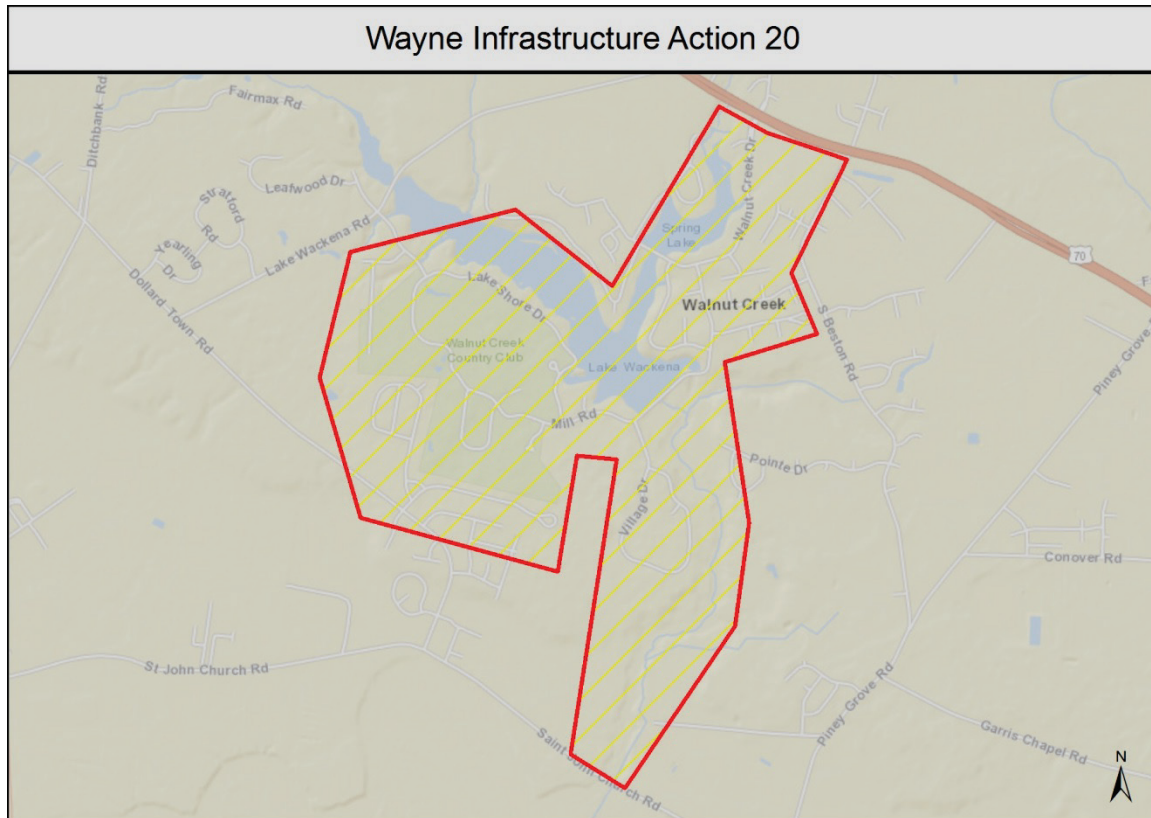 Wayne Infrastructure Action 20
Ditchbank Rd
Fairmax Rd
Leafwood Dr
Stratford
Rd
Yearling
Dr
Lake Wackena Rd
Dollard Town Rd
Spring
Lake
Walnut Creek Dr
Lake Shore Dr
Walnut Creek
Walnut Creek
Country Club
Lake Wackena
S Beston Rd
70
F
Piney Grove
Mill Rd
Pointe Dr
Village Dr
Conover Rd
St John Church Rd
Piney Grove Rd
Garris Chapel Rd
Saint John Church Rd
N